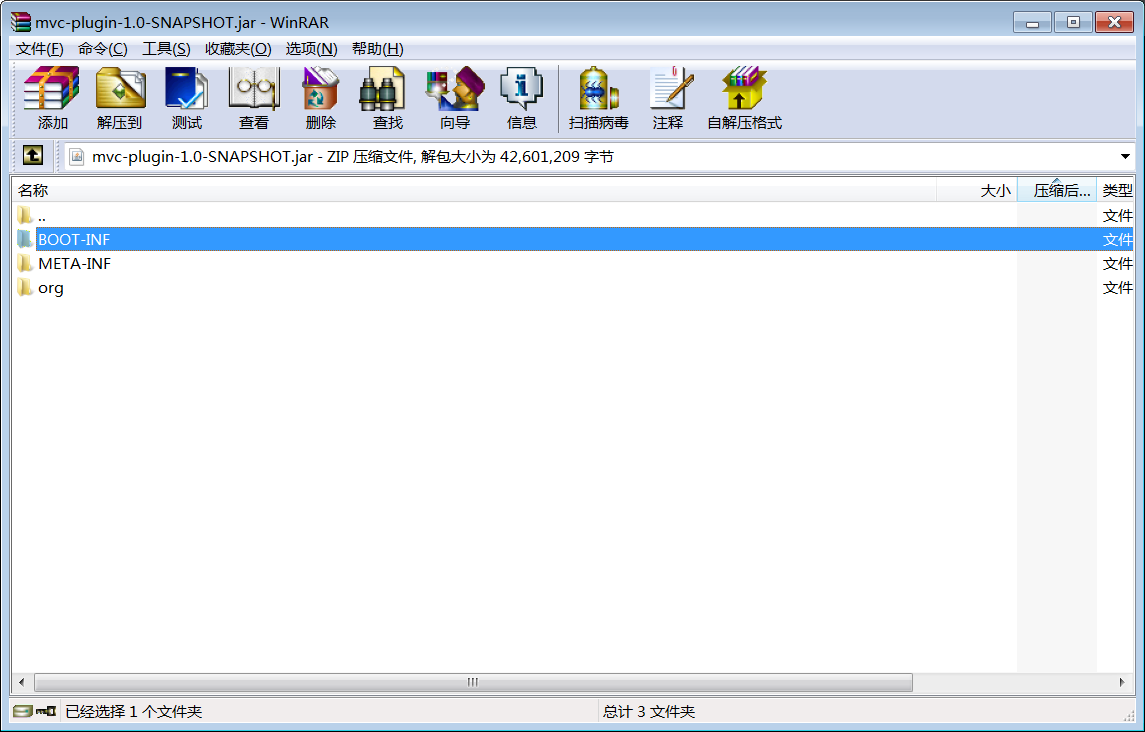 mvc-plugin-1.0-SNAPSHOT.jar - WinRAR
文件(F) 命令(C) 工具(S) 收藏夹(O) 选项(N) 帮助(H)
添加 解压到 测试 查看 删除 查找 向导 信息 扫描病毒 注释 自解压格式
mvc-plugin-1.0-SNAPSHOT.jar - ZIP 压缩文件, 解包大小为 42,601,209 字节
名称 大小 压缩后... 类型
.. 文件
BOOT-INF 文件
META-INF 文件
org 文件
已经选择 1 个文件夹 总计 3 文件夹